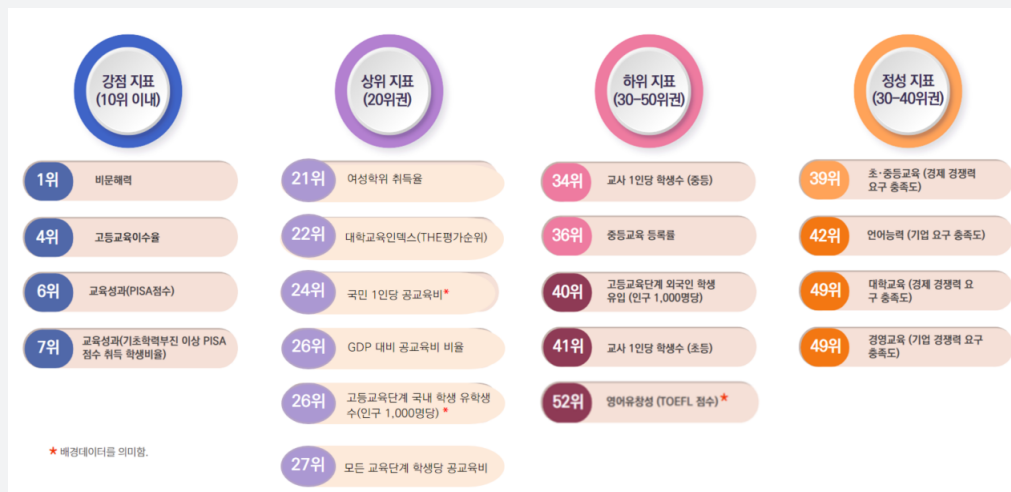 강점 지표
(10위 이내)
1위
비문해력
4위
고등교육이수율
6위
교육성과(PISA점수)
7위
교육성과(기초학력부진 이상 PISA
점수 취득 학생비율)
* 배경데이터를 의미함.
상위 지표
(20위권)
21위
여성학위 취득율
22위
대학교육인덱스(THE평가순위)
24위
국민 1인당 공교육비*
26위
GDP 대비 공교육비 비율
26위
고등교육단계 국내 학생 유학생
수(인구 1,000명당) *
27위
모든 교육단계 학생당 공교육비
하위 지표
(30-50위권)
34위
교사 1인당 학생수 (중등)
36위
중등교육 등록률
40위
고등교육단계 외국인 학생
유입 (인구 1,000명당)
41위
교사 1인당 학생수 (초등)
52위
영어유창성 (TOEFL 점수)*
정성 지표
(30-40위권)
39위
초·중등교육 (경제 경쟁력
요구 충족도)
42위
언어능력 (기업 요구 충족도)
49위
대학교육 (경제 경쟁력 요
구 충족도)
49위
경영교육 (기업 경쟁력 요구
충족도)